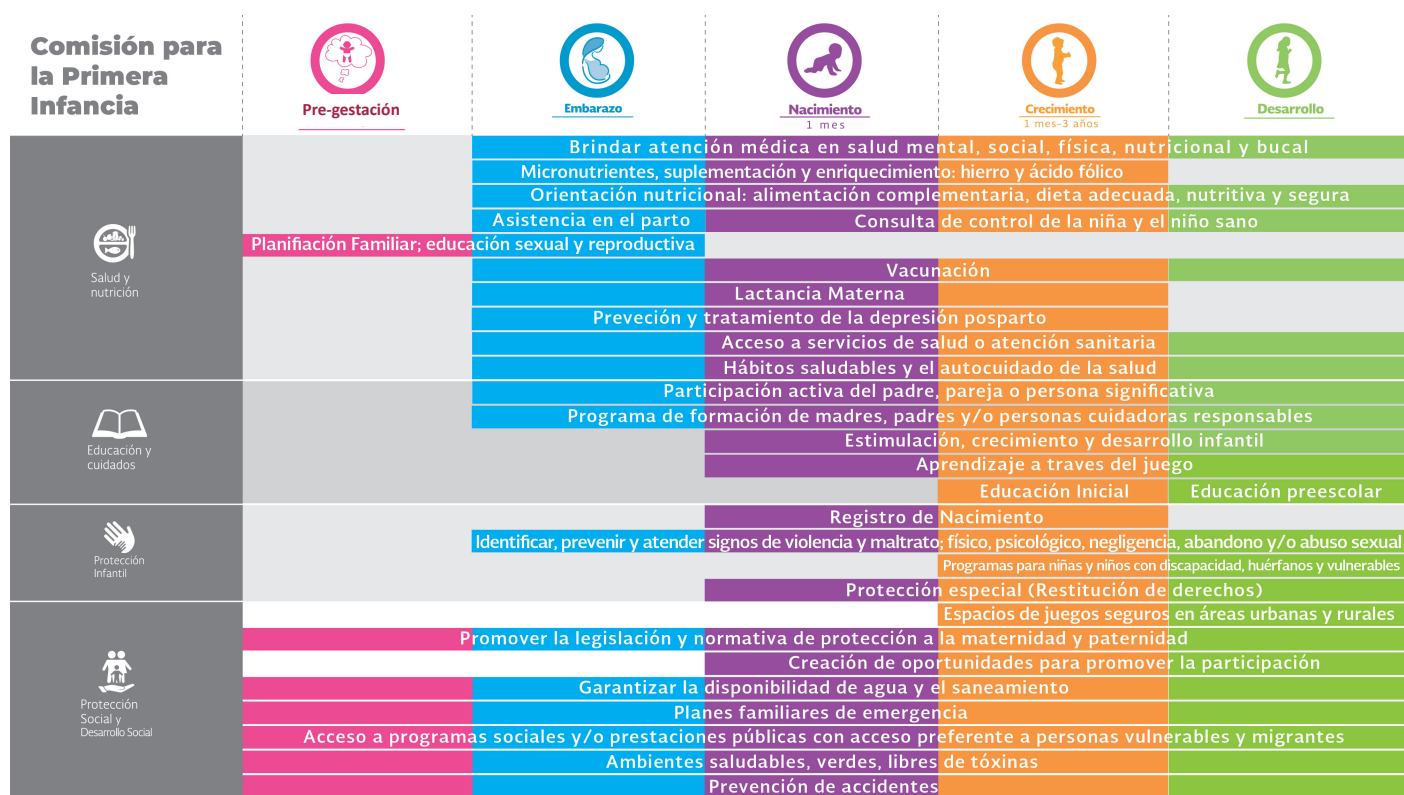 Comisión para
la Primera
Infancia
Pre-gestación
Embarazo
Nacimiento
1 mes
Crecimiento
1 mes-3 años
Desarrollo
Salud y
nutrición
Brindar atención médica en salud mental, social, física, nutricional y bucal
Micronutrientes, suplementación y enriquecimiento: hierro y ácido fólico
Orientación nutricional: alimentación complementaria, dieta adecuada, nutritiva y segura
Asistencia en el parto
Consulta de control de la niña y el niño sano
Planifiación Familiar; educación sexual y reproductiva
Vacunación
Lactancia Materna
Preveción y tratamiento de la depresión posparto
Acceso a servicios de salud o atención sanitaria
Hábitos saludables y el autocuidado de la salud
Educación y
cuidados
Participación activa del padre, pareja o persona significativa
Programa de formación de madres, padres y/o personas cuidadoras responsables
Estimulación, crecimiento y desarrollo infantil
Aprendizaje a traves del juego
Educación Inicial
Educación preescolar
Protección
Infantil
Registro de Nacimiento
Identificar, prevenir y atender signos de violencia y maltrato; físico, psicológico, negligencia, abandono y/o abuso sexual
Programas para niñas y niños con discapacidad, huérfanos y vulnerables
Protección especial (Restitución de derechos)
Protección
Social y
Desarrollo Social
Espacios de juegos seguros en áreas urbanas y rurales
Promover la legislación y normativa de protección a la maternidad y paternidad
Creación de oportunidades para promover la participación
Garantizar la disponibilidad de agua y el saneamiento
Planes familiares de emergencia
Acceso a programas sociales y/o prestaciones públicas con acceso preferente a personas vulnerables y migrantes
Ambientes saludables, verdes, libres de tóxinas
Prevención de accidentes